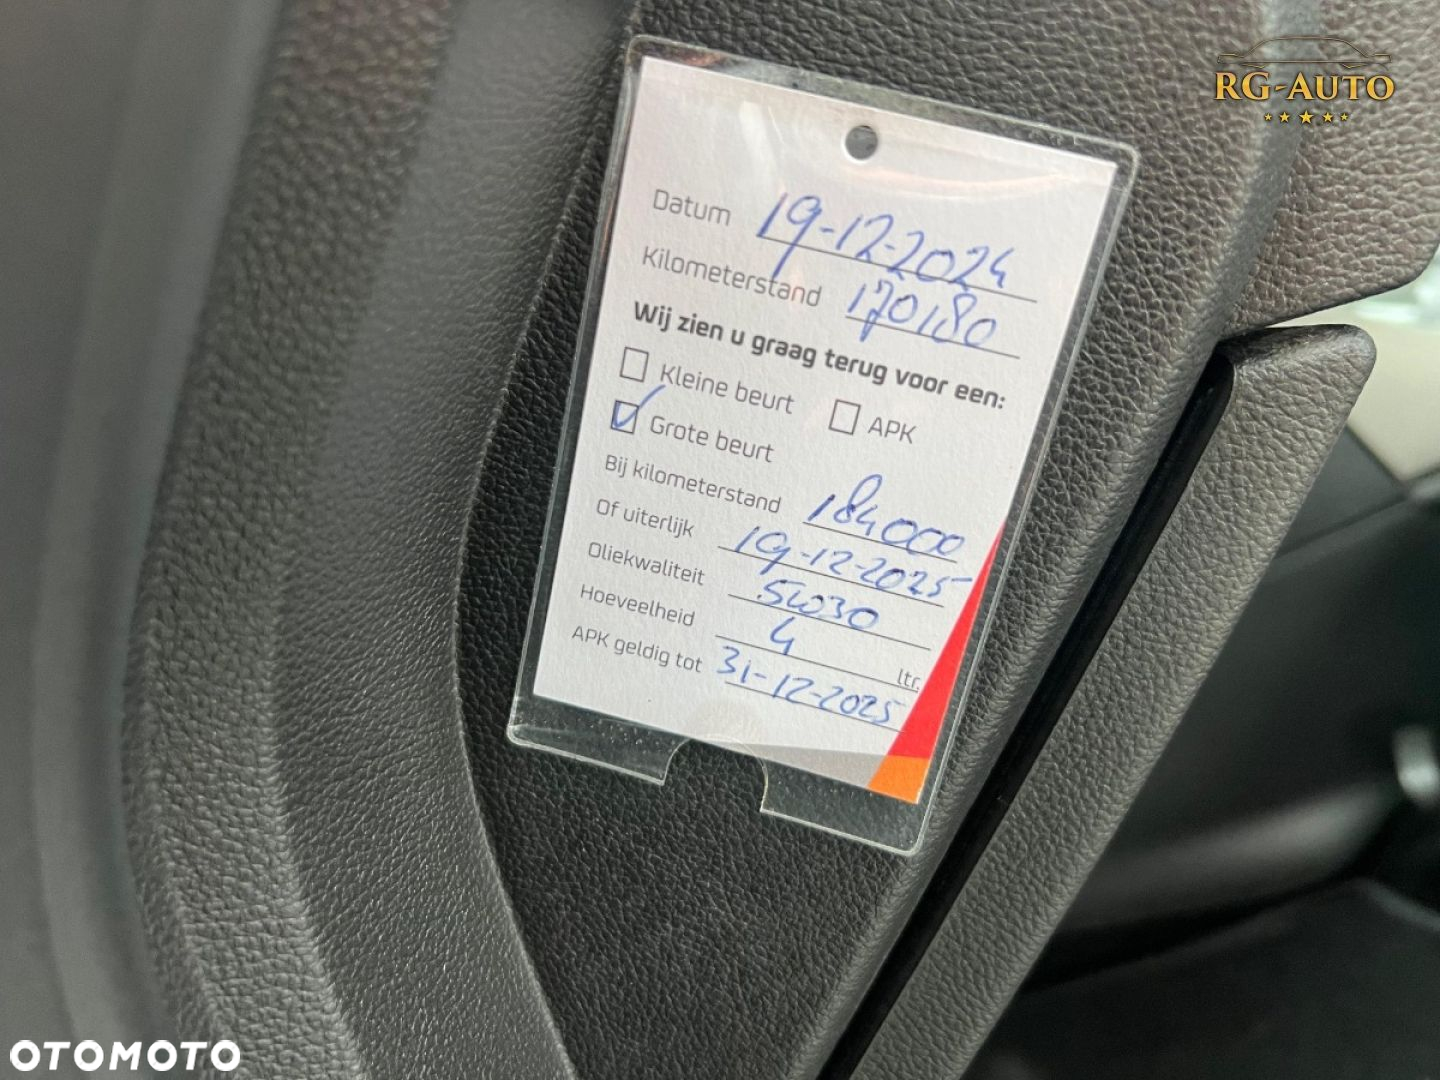 RG-AUTO
Datum 19-12-2024
Kilometerstand 170180
Wij zien u graag terug voor een:
Kleine beurt APK
Grote beurt
Bij kilometerstand 184000
Of uiterlijk 19-12-2025
Oliekwaliteit 5W30
Hoeveelheid 4 ltr.
APK geldig tot 31-12-2025
OTOMOTO